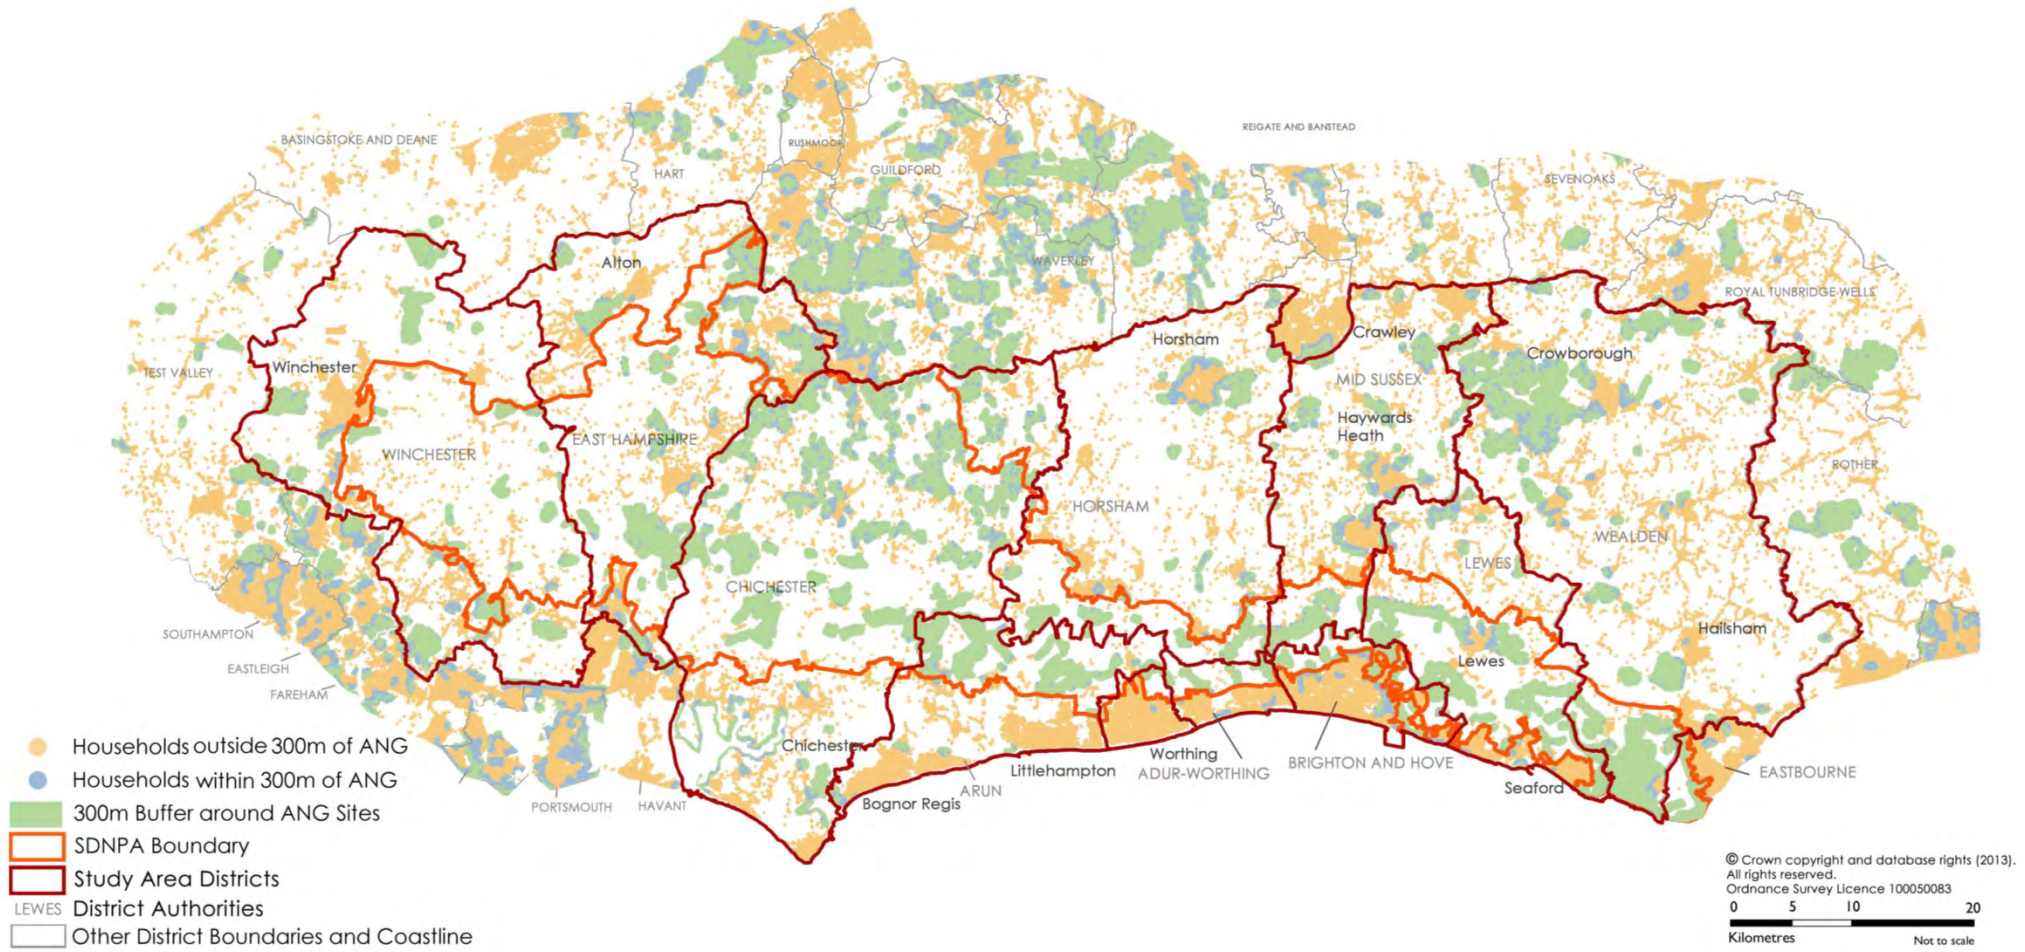 BASINGSTOKE AND DEANE
HART
RUSHMOOR
GUILDFORD
REIGATE AND BANSTEAD
SEVENOAKS
WAVERLEY
Alton
ROYAL TUNBRIDGE WELLS
TEST VALLEY
Winchester
Horsham
Crawley
Crowborough
MID SUSSEX
Haywards
Heath
EAST HAMPSHIRE
WINCHESTER
ROTHER
HORSHAM
WEALDEN
CHICHESTER
LEWES
Hailsham
SOUTHAMPTON
EASTLEIGH
FAREHAM
Lewes
Chichester
Worthing
Littlehampton
ADUR-WORTHING
BRIGHTON AND HOVE
EASTBOURNE
Seaford
ARUN
Bognor Regis
PORTSMOUTH
HAVANT
Households outside 300m of ANG
Households within 300m of ANG
300m Buffer around ANG Sites
SDNPA Boundary
Study Area Districts
LEWES District Authorities
Other District Boundaries and Coastline
© Crown copyright and database rights (2013).
All rights reserved.
Ordnance Survey Licence 100050083
0 5 10 20
Kilometres Not to scale